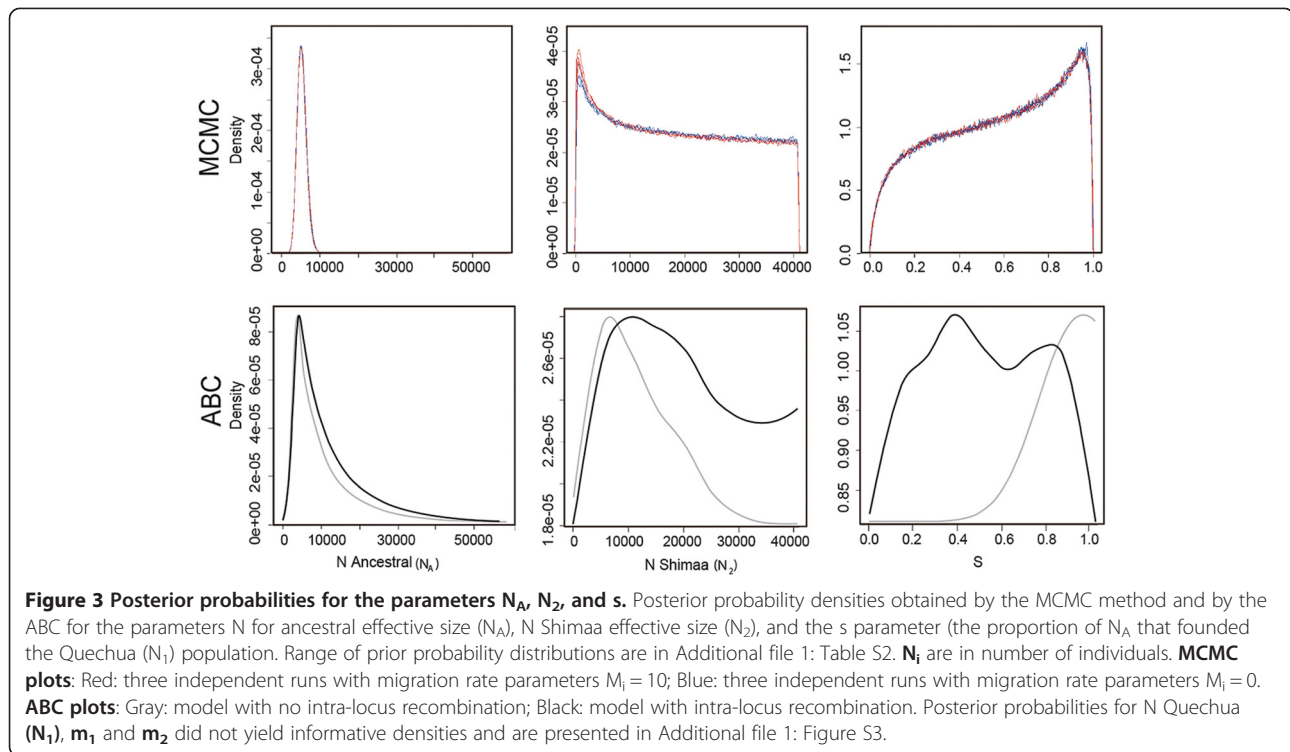 MCMC
Density
0e+00 1e-04 2e-04 3e-04
0 10000 30000 50000
0e+00 1e-05 2e-05 3e-05 4e-05
0 10000 20000 30000 40000
0.0 0.5 1.0 1.5
0.0 0.2 0.4 0.6 0.8 1.0
ABC
Density
0e+00 2e-05 4e-05 6e-05 8e-05
0 10000 30000 50000
N Ancestral (N_A)
1.8e-05 2.2e-05 2.6e-05
0 10000 20000 30000 40000
N Shimaa (N₂)
0.85 0.90 0.95 1.00 1.05
0.0 0.2 0.4 0.6 0.8 1.0
S
Figure 3 Posterior probabilities for the parameters N_A, N₂, and s. Posterior probability densities obtained by the MCMC method and by the
ABC for the parameters N for ancestral effective size (N_A), N Shimaa effective size (N₂), and the s parameter (the proportion of N_A that founded
the Quechua (N₁) population. Range of prior probability distributions are in Additional file 1: Table S2. Nᵢ are in number of individuals. MCMC
plots: Red: three independent runs with migration rate parameters Mᵢ = 10; Blue: three independent runs with migration rate parameters Mᵢ = 0.
ABC plots: Gray: model with no intra-locus recombination; Black: model with intra-locus recombination. Posterior probabilities for N Quechua
(N₁), m₁ and m₂ did not yield informative densities and are presented in Additional file 1: Figure S3.